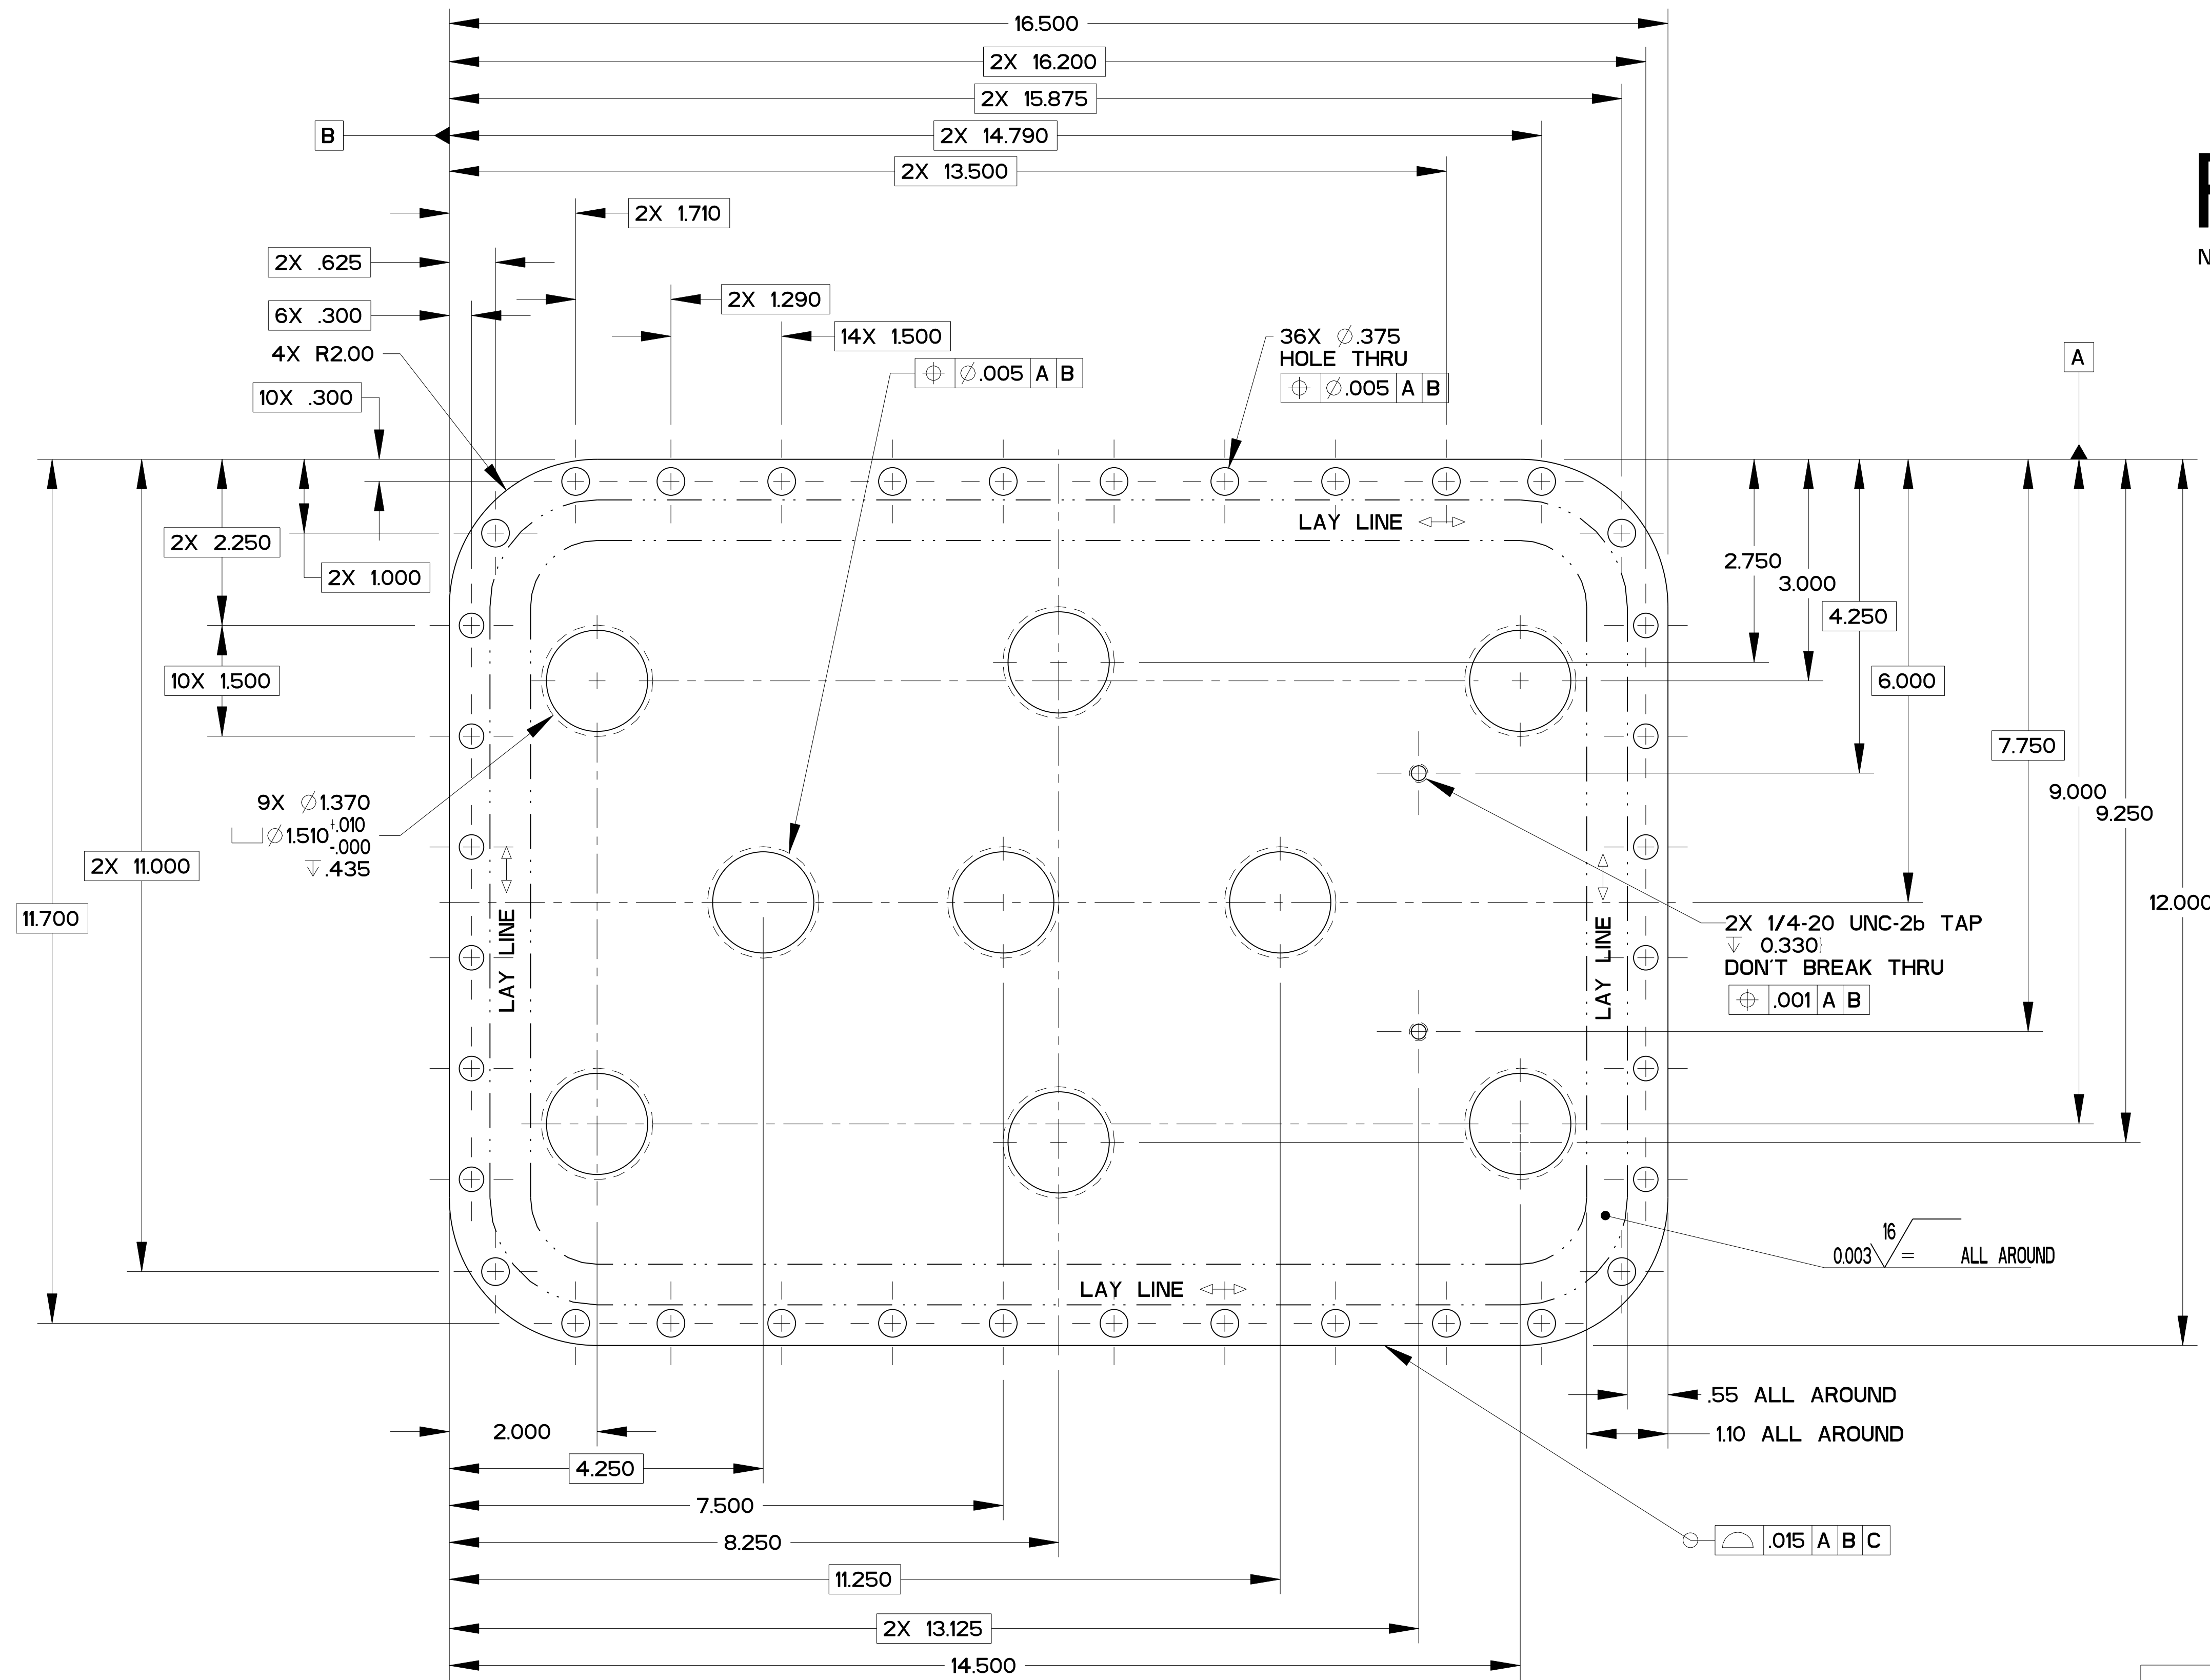 16.500
2X 16.200
2X 15.875
B
2X 14.790
2X 13.500
2X 1.710
2X .625
2X 1.290
6X .300
14X 1.500
36X ∅.375
HOLE THRU
⌖ ∅.005 A B
4X R2.00
⌖ ∅.005 A B
A
10X .300
N
LAY LINE
2X 2.250
2X 1.000
2.750
3.000
4.250
10X 1.500
6.000
7.750
9.000
9.250
9X ∅1.370
⌴∅1.510 +.010
-.000
↧.435
2X 11.000
11.700
12.000
LAY LINE
LAY LINE
2X 1/4-20 UNC-2b TAP
↧ 0.330
DON'T BREAK THRU
⌖ .001 A B
16
0.003 = ALL AROUND
LAY LINE
.55 ALL AROUND
2.000
1.10 ALL AROUND
4.250
7.500
8.250
⌓ .015 A B C
11.250
2X 13.125
14.500